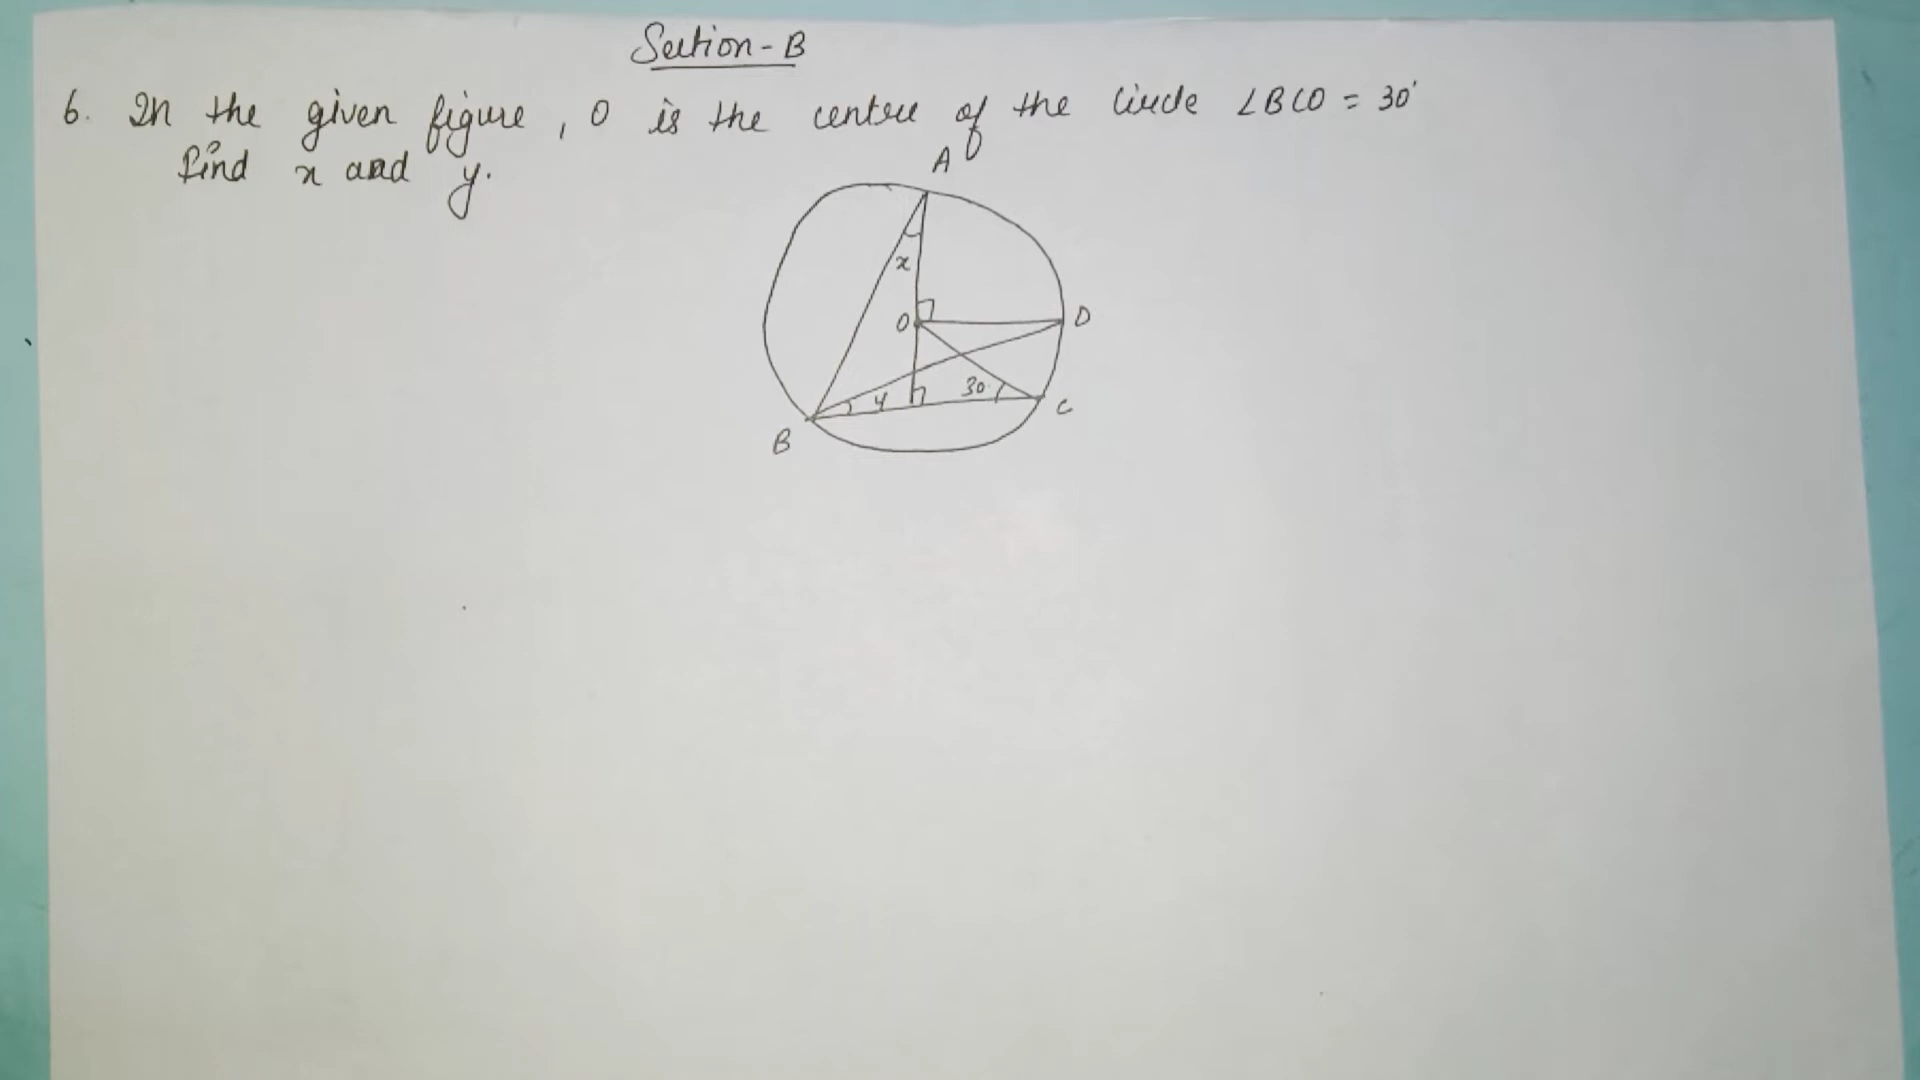 Section - B
6. In the given figure, O is the centre of the circle ∠BCO = 30°
find x and y.
A
x
O
D
30
y
C
B